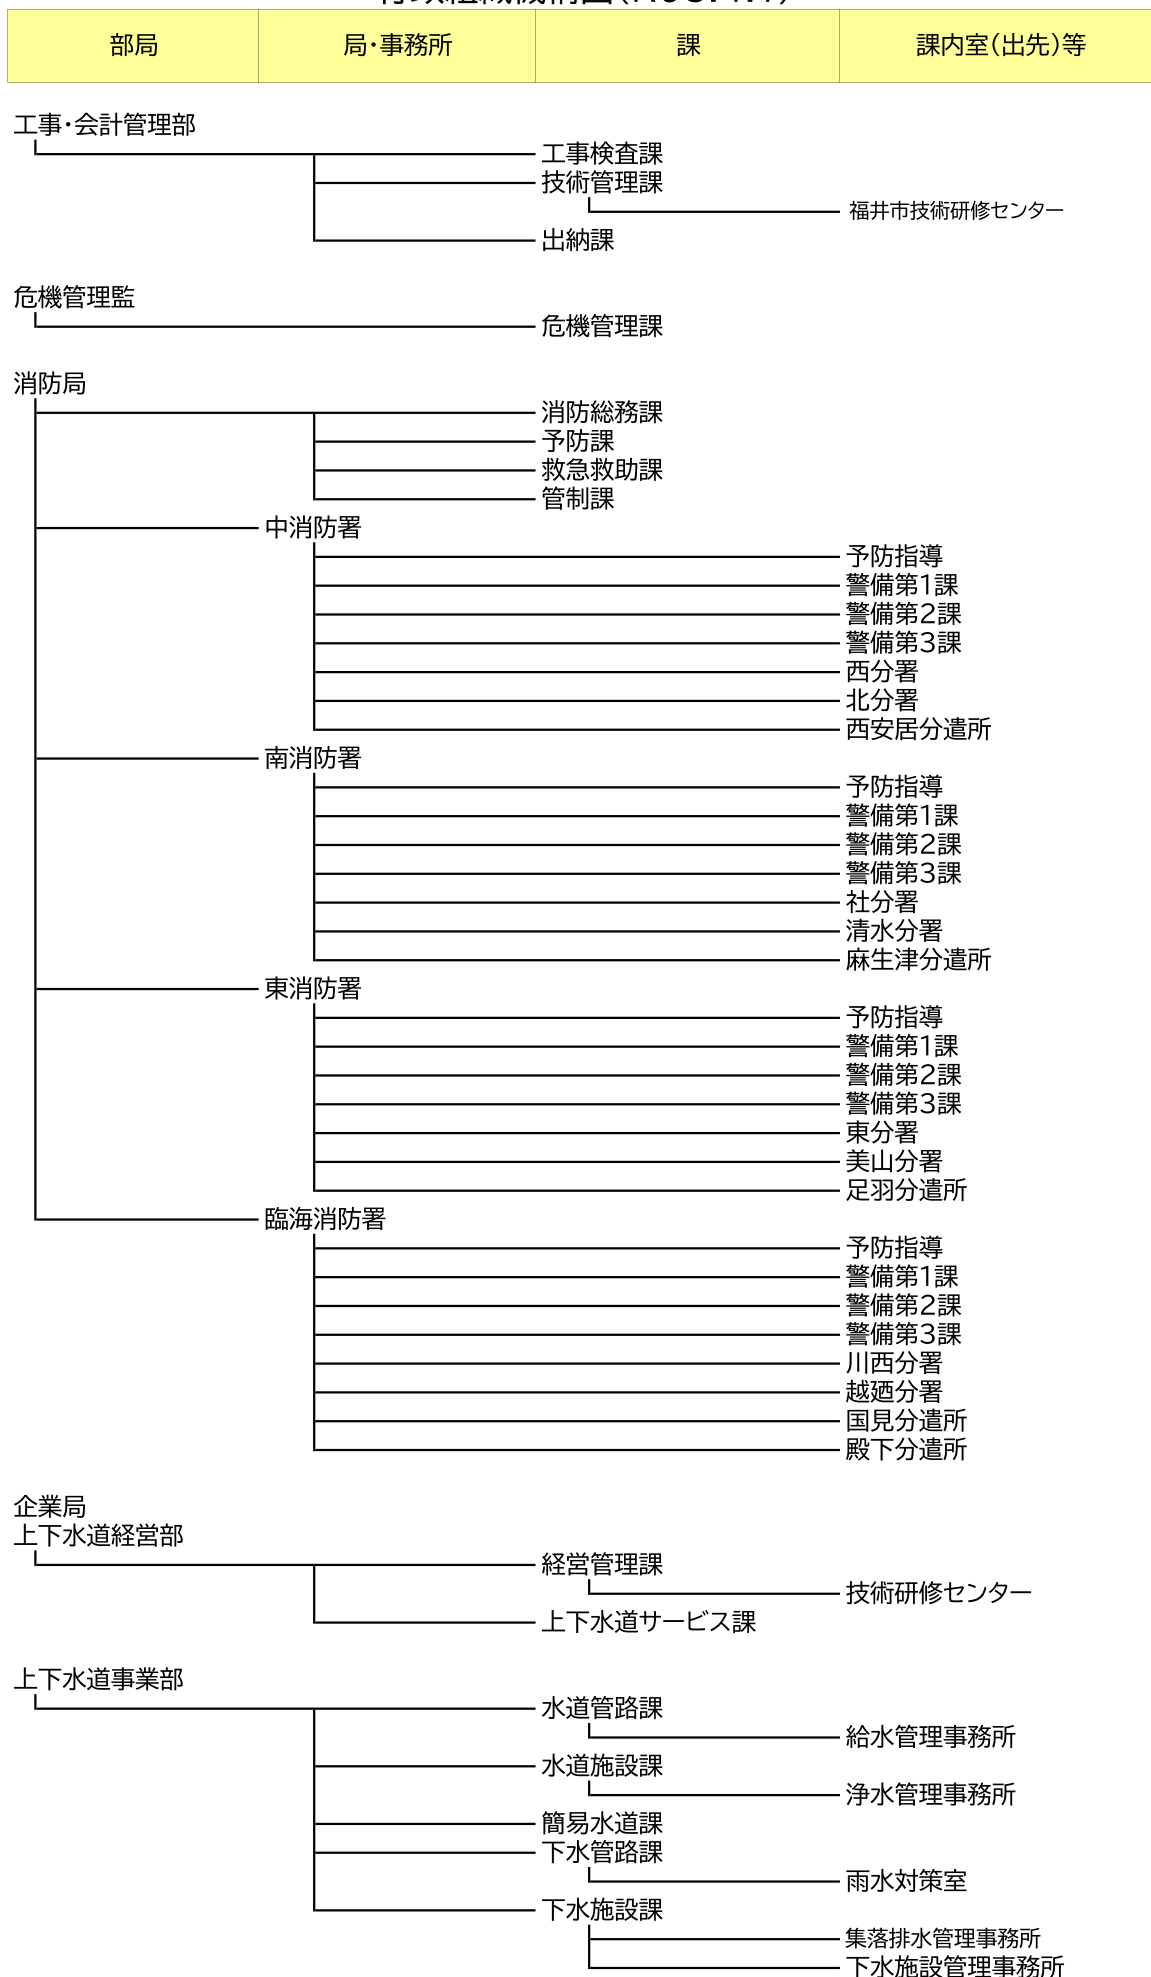 部局 局・事務所 課 課内室（出先）等
工事・会計管理部
工事検査課
技術管理課
福井市技術研修センター
出納課
危機管理監
危機管理課
消防局
消防総務課
予防課
救急救助課
管制課
中消防署
予防指導
警備第1課
警備第2課
警備第3課
西分署
北分署
西安居分遣所
南消防署
予防指導
警備第1課
警備第2課
警備第3課
社分署
清水分署
麻生津分遣所
東消防署
予防指導
警備第1課
警備第2課
警備第3課
東分署
美山分署
足羽分遣所
臨海消防署
予防指導
警備第1課
警備第2課
警備第3課
川西分署
越廼分署
国見分遣所
殿下分遣所
企業局
上下水道経営部
経営管理課
技術研修センター
上下水道サービス課
上下水道事業部
水道管路課
給水管理事務所
水道施設課
浄水管理事務所
簡易水道課
下水管路課
雨水対策室
下水施設課
集落排水管理事務所
下水施設管理事務所